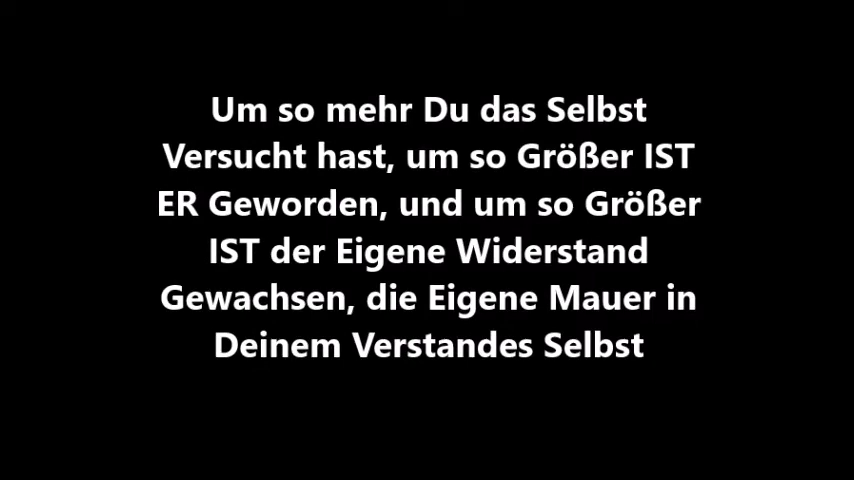 Um so mehr Du das Selbst
Versucht hast, um so Größer IST
ER Geworden, und um so Größer
IST der Eigene Widerstand
Gewachsen, die Eigene Mauer in
Deinem Verstandes Selbst